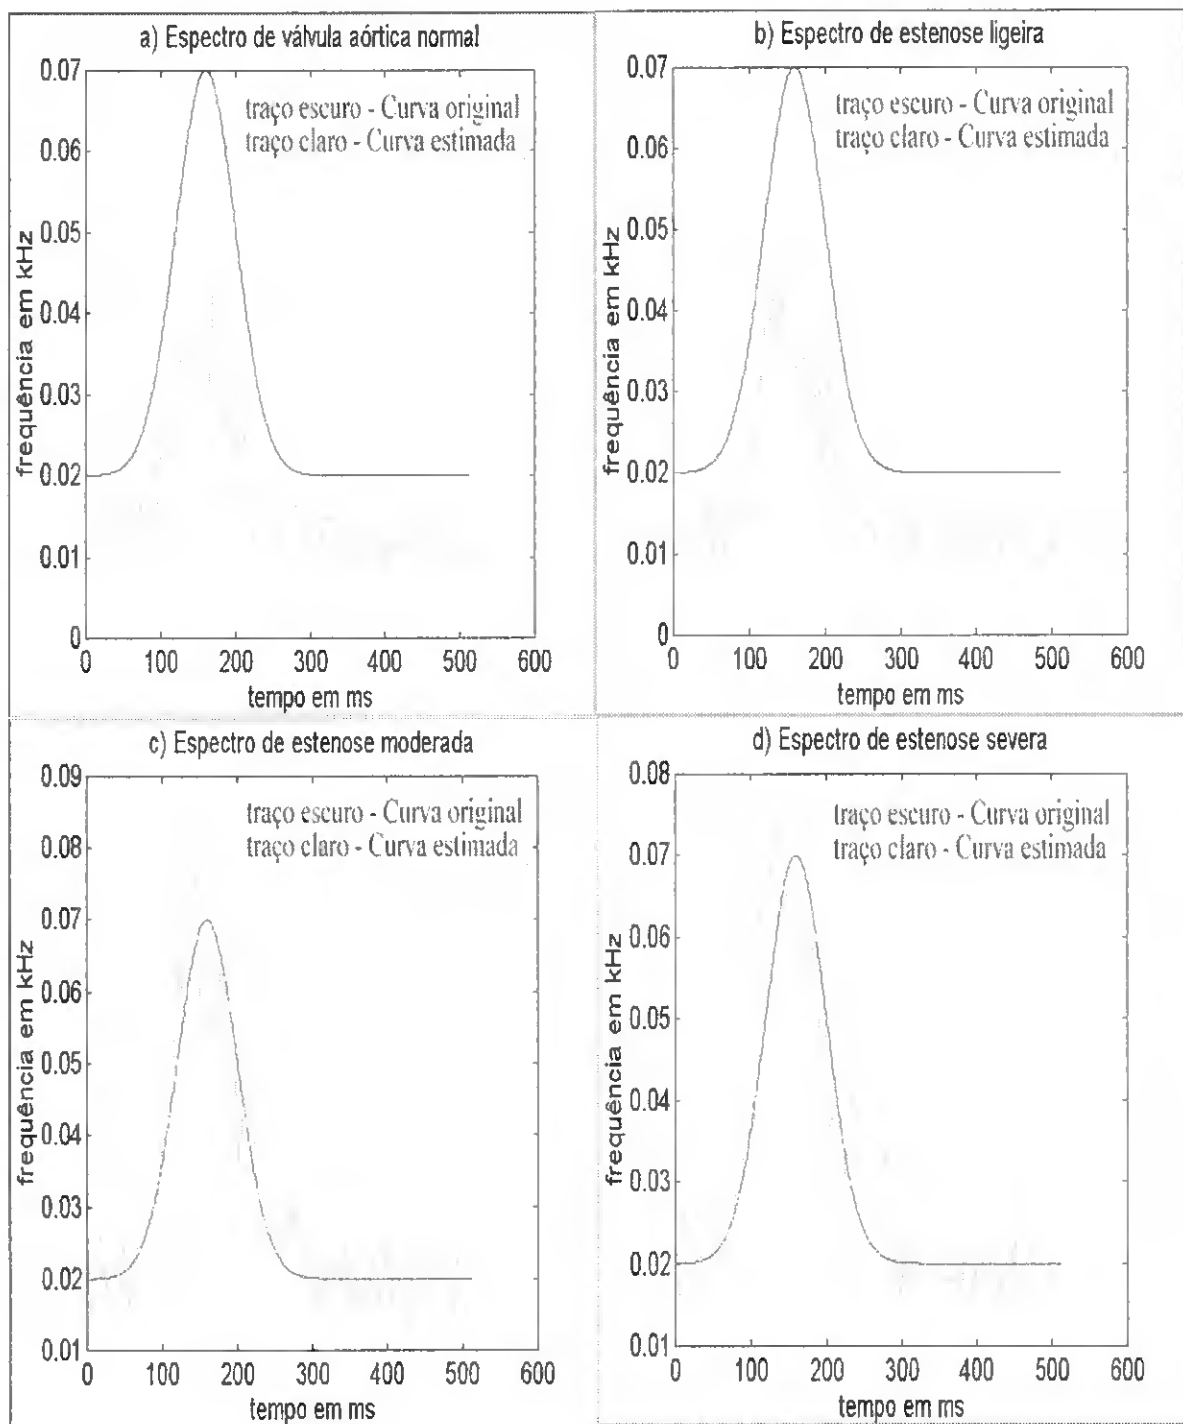 a) Espectro de válvula aórtica normal
traço escuro - Curva original
traço claro - Curva estimada
frequência em kHz
0.07
0.06
0.05
0.04
0.03
0.02
0.01
0
0 100 200 300 400 500 600
tempo em ms
b) Espectro de estenose ligeira
traço escuro - Curva original
traço claro - Curva estimada
frequência em kHz
0.07
0.06
0.05
0.04
0.03
0.02
0.01
0
0 100 200 300 400 500 600
tempo em ms
c) Espectro de estenose moderada
traço escuro - Curva original
traço claro - Curva estimada
frequência em kHz
0.09
0.08
0.07
0.06
0.05
0.04
0.03
0.02
0.01
0 100 200 300 400 500 600
tempo em ms
d) Espectro de estenose severa
traço escuro - Curva original
traço claro - Curva estimada
frequência em kHz
0.08
0.07
0.06
0.05
0.04
0.03
0.02
0.01
0 100 200 300 400 500 600
tempo em ms